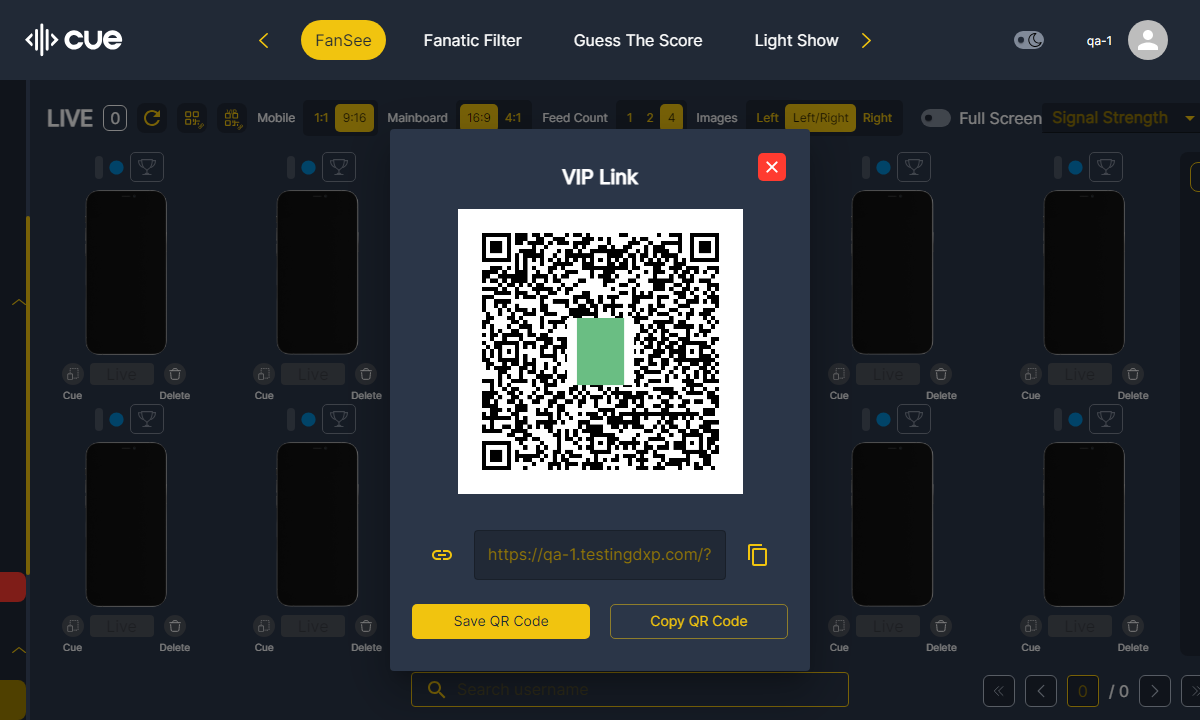 cue
FanSee
Fanatic Filter
Guess The Score
Light Show
qa-1
LIVE 0
Mobile 1:1 9:16
Mainboard 16:9 4:1
Feed Count 1 2 4
Images Left Left/Right Right
Full Screen
Signal Strength
VIP Link
Live Live Live Live
Cue Delete Cue Delete Cue Delete Cue Delete
https://qa-1.testingdxp.com/?
Save QR Code
Copy QR Code
Live Live Live Live
Cue Delete Cue Delete Cue Delete Cue Delete
Search username
0 / 0